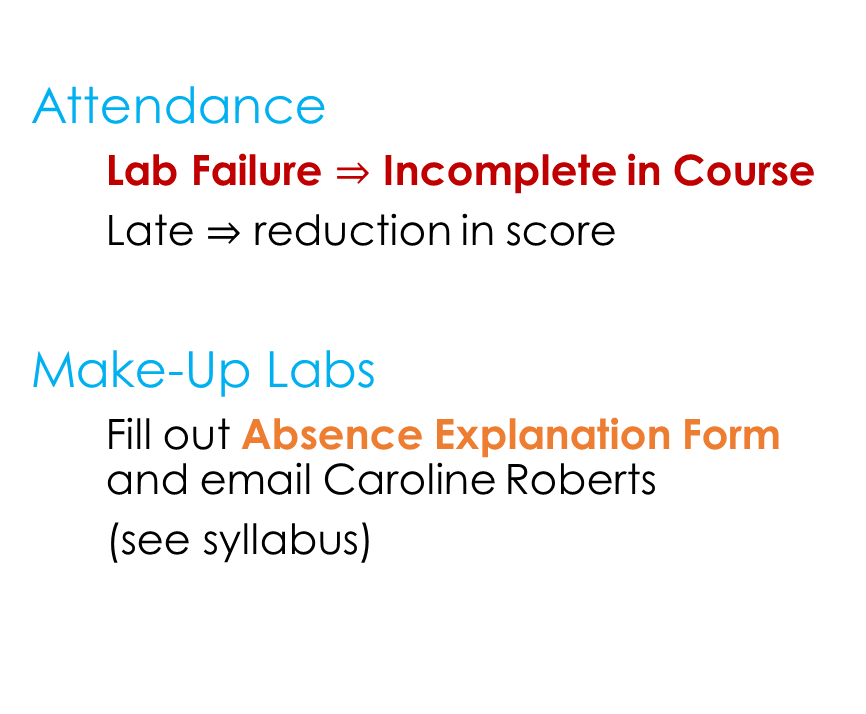 Attendance
Lab Failure ⇒ Incomplete in Course
Late ⇒ reduction in score
Make-Up Labs
Fill out Absence Explanation Form
and email Caroline Roberts
(see syllabus)